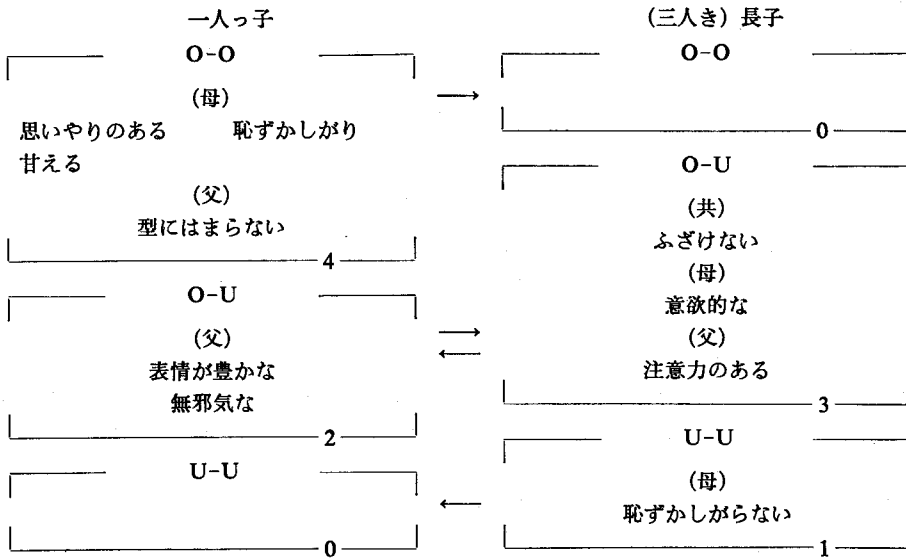 一人っ子
O-O
(母)
思いやりのある 恥ずかしがり
甘える
(父)
型にはまらない
4
O-U
(父)
表情が豊かな
無邪気な
2
U-U
0
(三人き) 長子
O-O
0
O-U
(共)
ふざけない
(母)
意欲的な
(父)
注意力のある
3
U-U
(母)
恥ずかしがらない
1